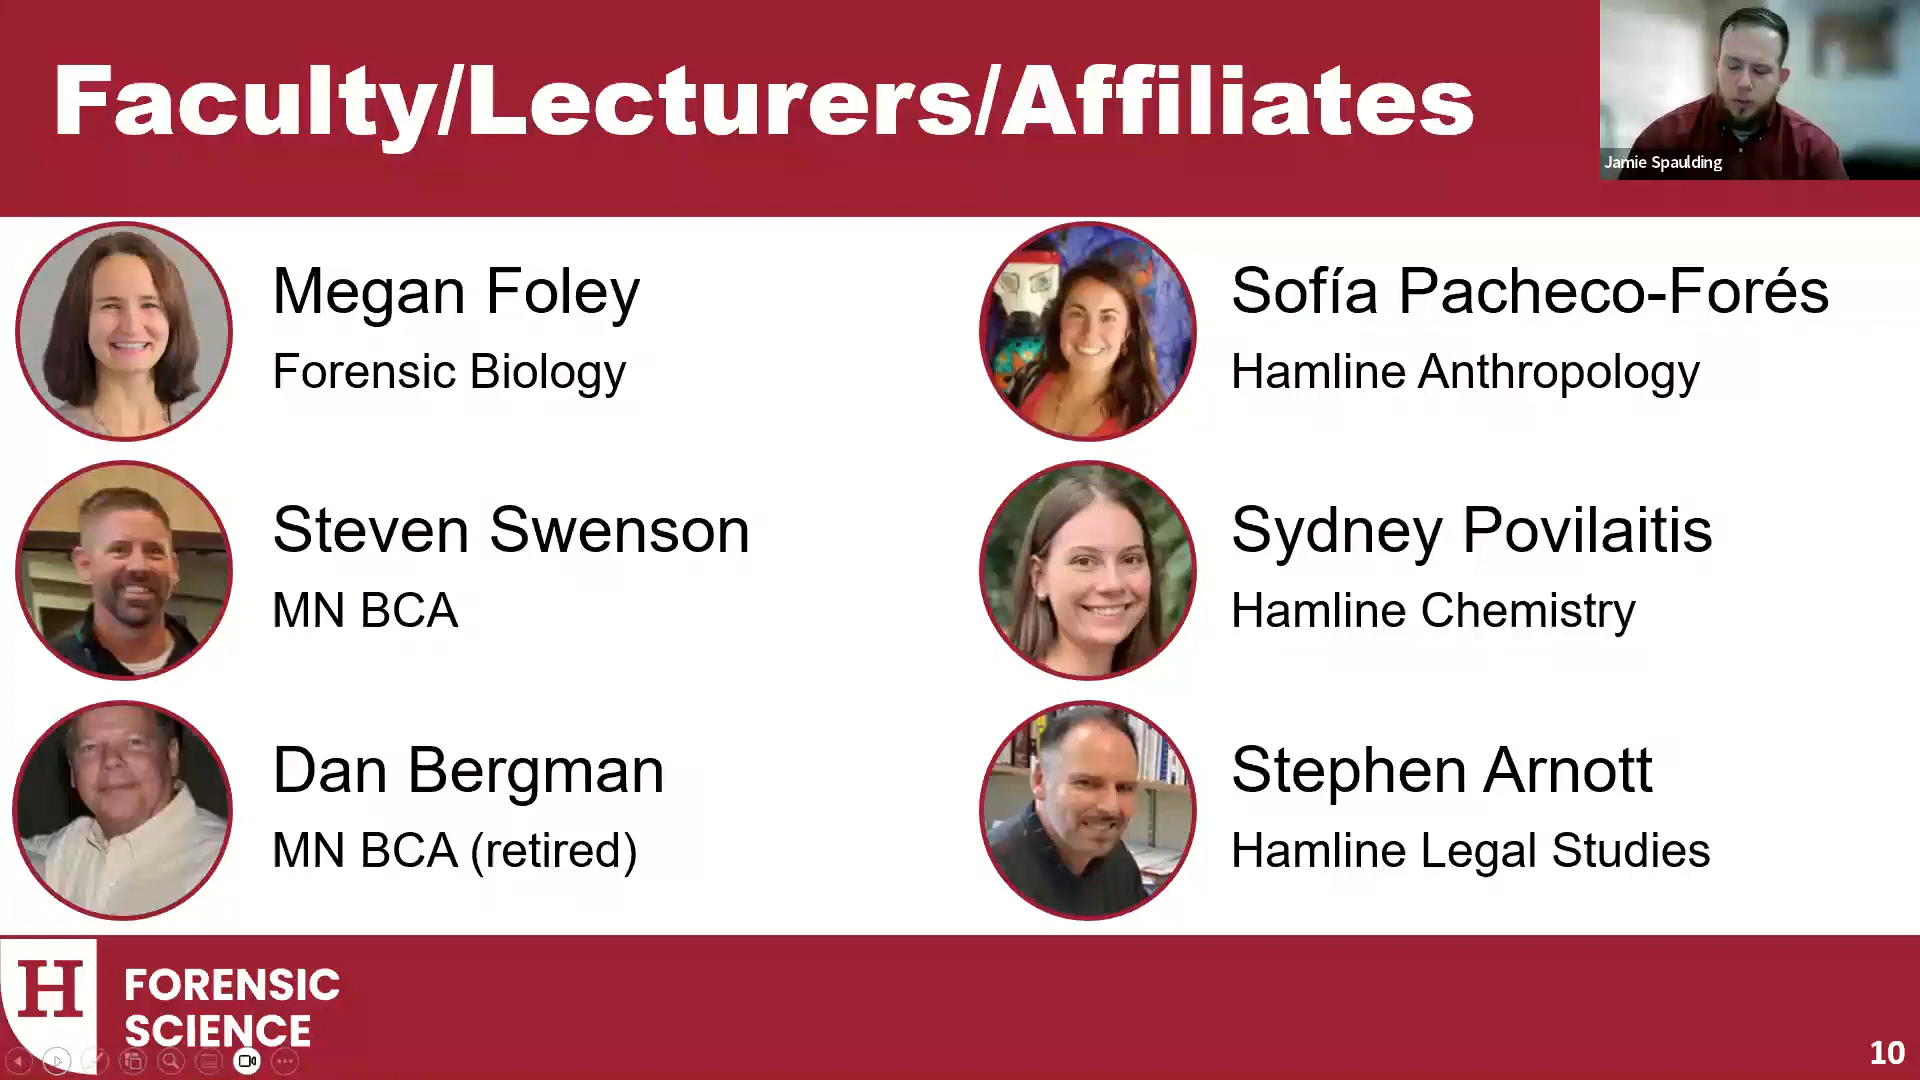 Faculty/Lecturers/Affiliates
Jamie Spaulding
Megan Foley
Forensic Biology
Sofía Pacheco-Forés
Hamline Anthropology
Steven Swenson
MN BCA
Sydney Povilaitis
Hamline Chemistry
Dan Bergman
MN BCA (retired)
Stephen Arnott
Hamline Legal Studies
H
FORENSIC
SCIENCE
10